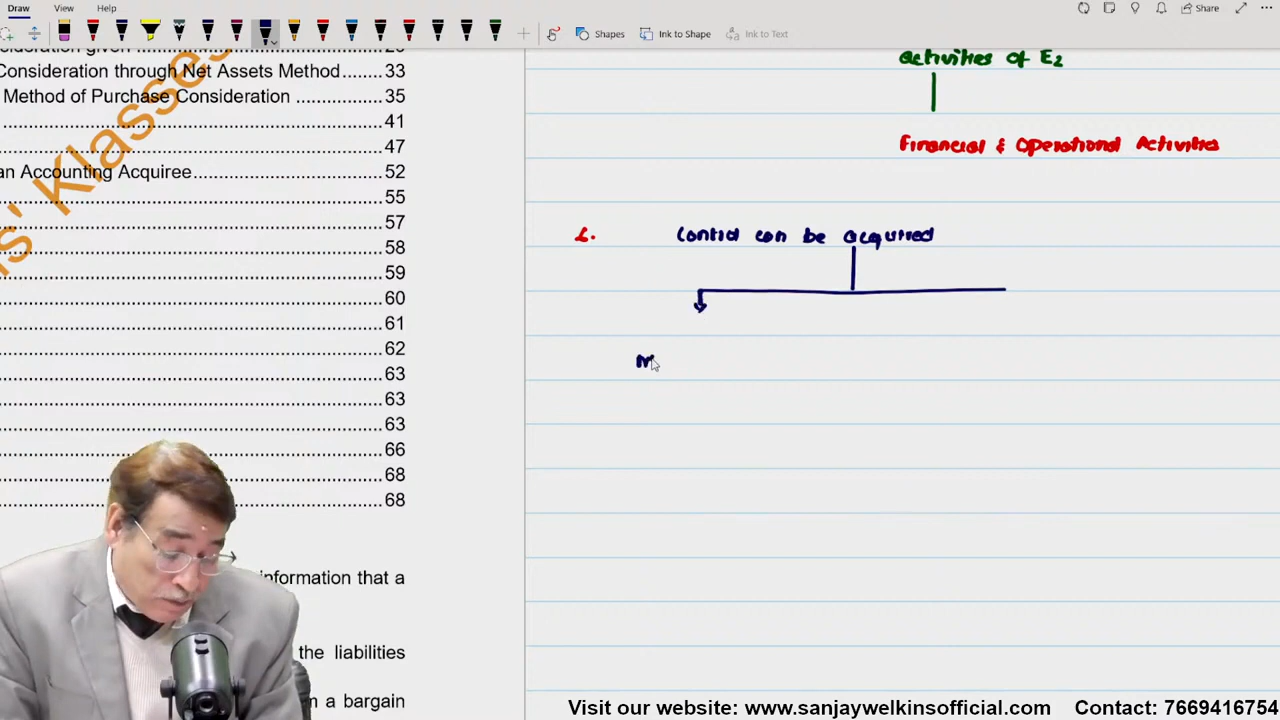 Draw View Help
Share
Shapes Ink to Shape Ink to Text
given 
Consideration through Net Assets Method........33
Method of Purchase Consideration ..................35
41
47
an Accounting Acquiree 52
55
57
58
59
60
61
62
63
63
63
66
68
68
information that a
the liabilities
a bargain
Klasses
activities of E2
Financial & Operational Activities
Control can be acquired
Visit our website: www.sanjaywelkinsofficial.com Contact: 7669416754